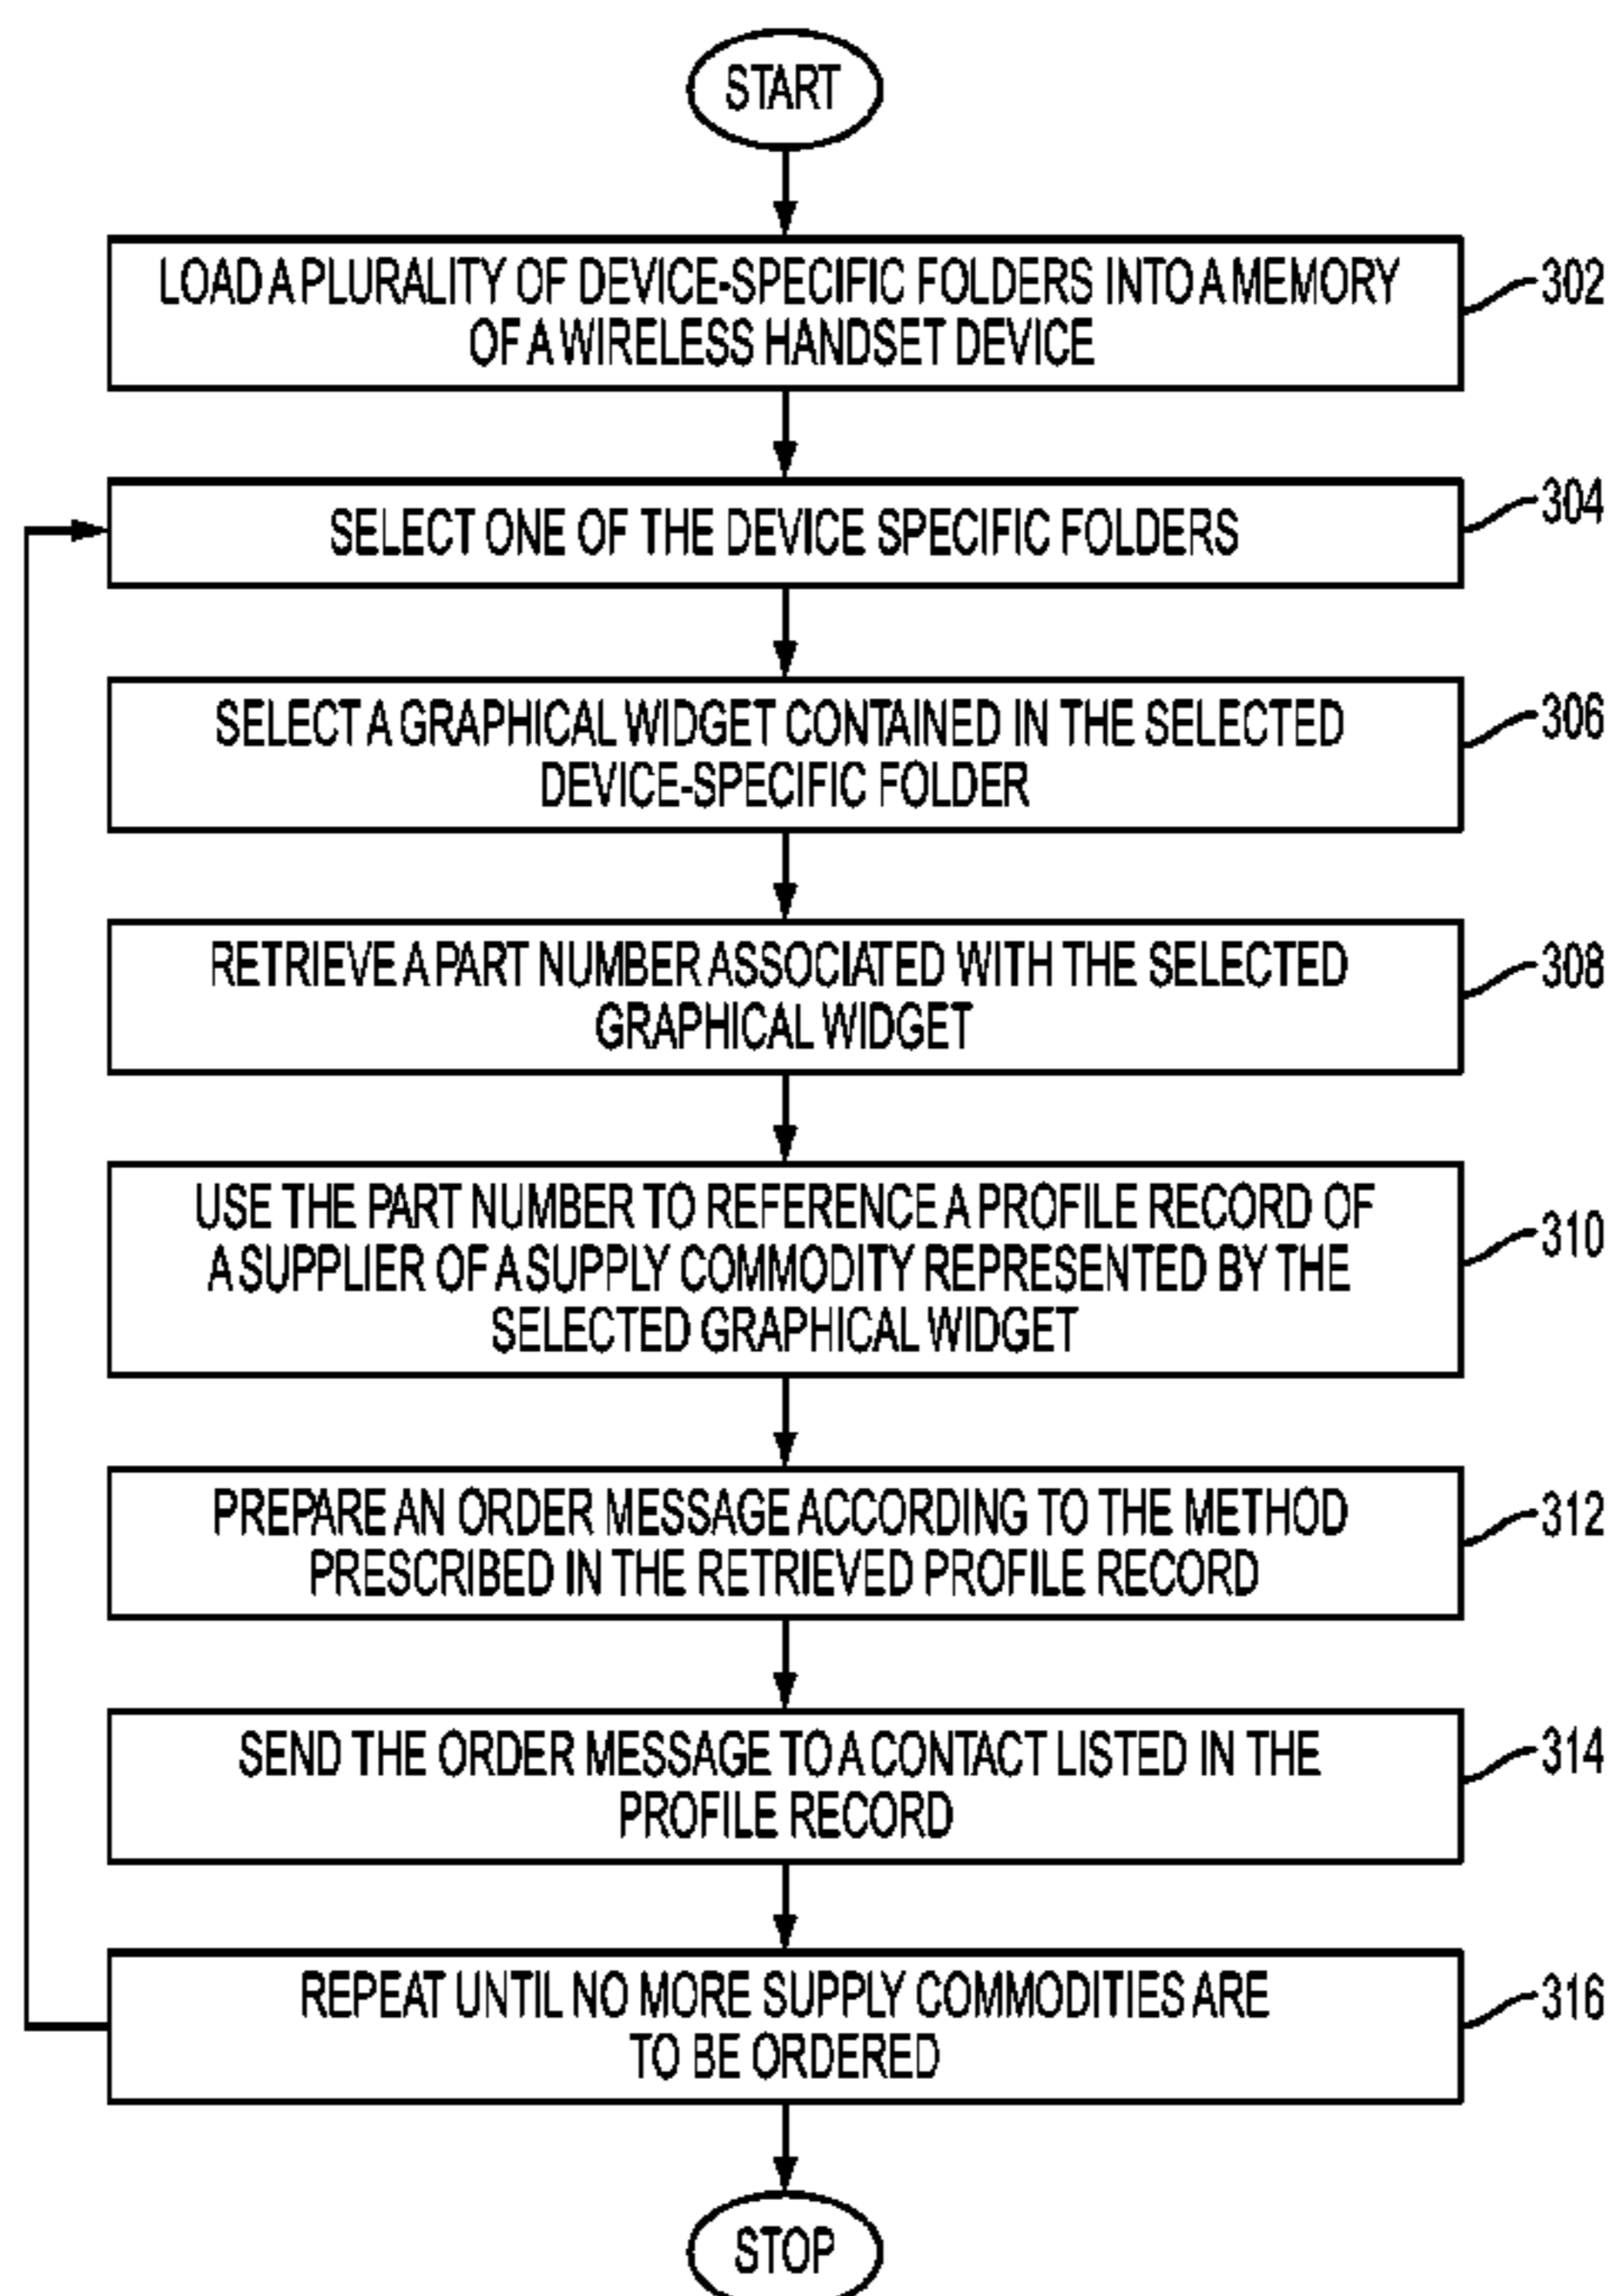 START
LOAD A PLURALITY OF DEVICE-SPECIFIC FOLDERS INTO A MEMORY
OF A WIRELESS HANDSET DEVICE
302
SELECT ONE OF THE DEVICE SPECIFIC FOLDERS
304
SELECT A GRAPHICAL WIDGET CONTAINED IN THE SELECTED
DEVICE-SPECIFIC FOLDER
306
RETRIEVE A PART NUMBER ASSOCIATED WITH THE SELECTED
GRAPHICAL WIDGET
308
USE THE PART NUMBER TO REFERENCE A PROFILE RECORD OF
A SUPPLIER OF A SUPPLY COMMODITY REPRESENTED BY THE
SELECTED GRAPHICAL WIDGET
310
PREPARE AN ORDER MESSAGE ACCORDING TO THE METHOD
PRESCRIBED IN THE RETRIEVED PROFILE RECORD
312
SEND THE ORDER MESSAGE TO A CONTACT LISTED IN THE
PROFILE RECORD
314
REPEAT UNTIL NO MORE SUPPLY COMMODITIES ARE
TO BE ORDERED
316
STOP